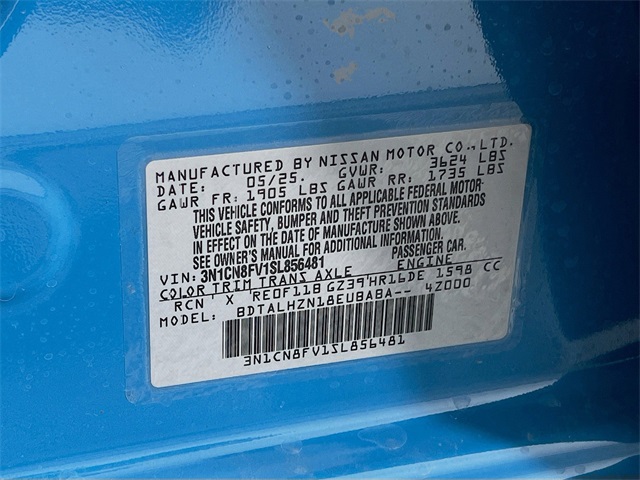 MANUFACTURED BY NISSAN MOTOR CO.,LTD.
DATE: 05/25. GVWR: 3624 LBS
GAWR FR: 1905 LBS GAWR RR: 1735 LBS
THIS VEHICLE CONFORMS TO ALL APPLICABLE FEDERAL MOTOR-
VEHICLE SAFETY, BUMPER AND THEFT PREVENTION STANDARDS
IN EFFECT ON THE DATE OF MANUFACTURE SHOWN ABOVE.
SEE OWNER'S MANUAL FOR ADDITIONAL INFORMATION.
VIN: 3N1CN8FV1SL856481 PASSENGER CAR.
COLOR TRIM TRANS AXLE ENGINE
RCN X RE0F11B GZ39 HR16DE 1598 CC
MODEL: BDTALHZN18EU8ABA-- 4Z000
3N1CN8FV1SL856481